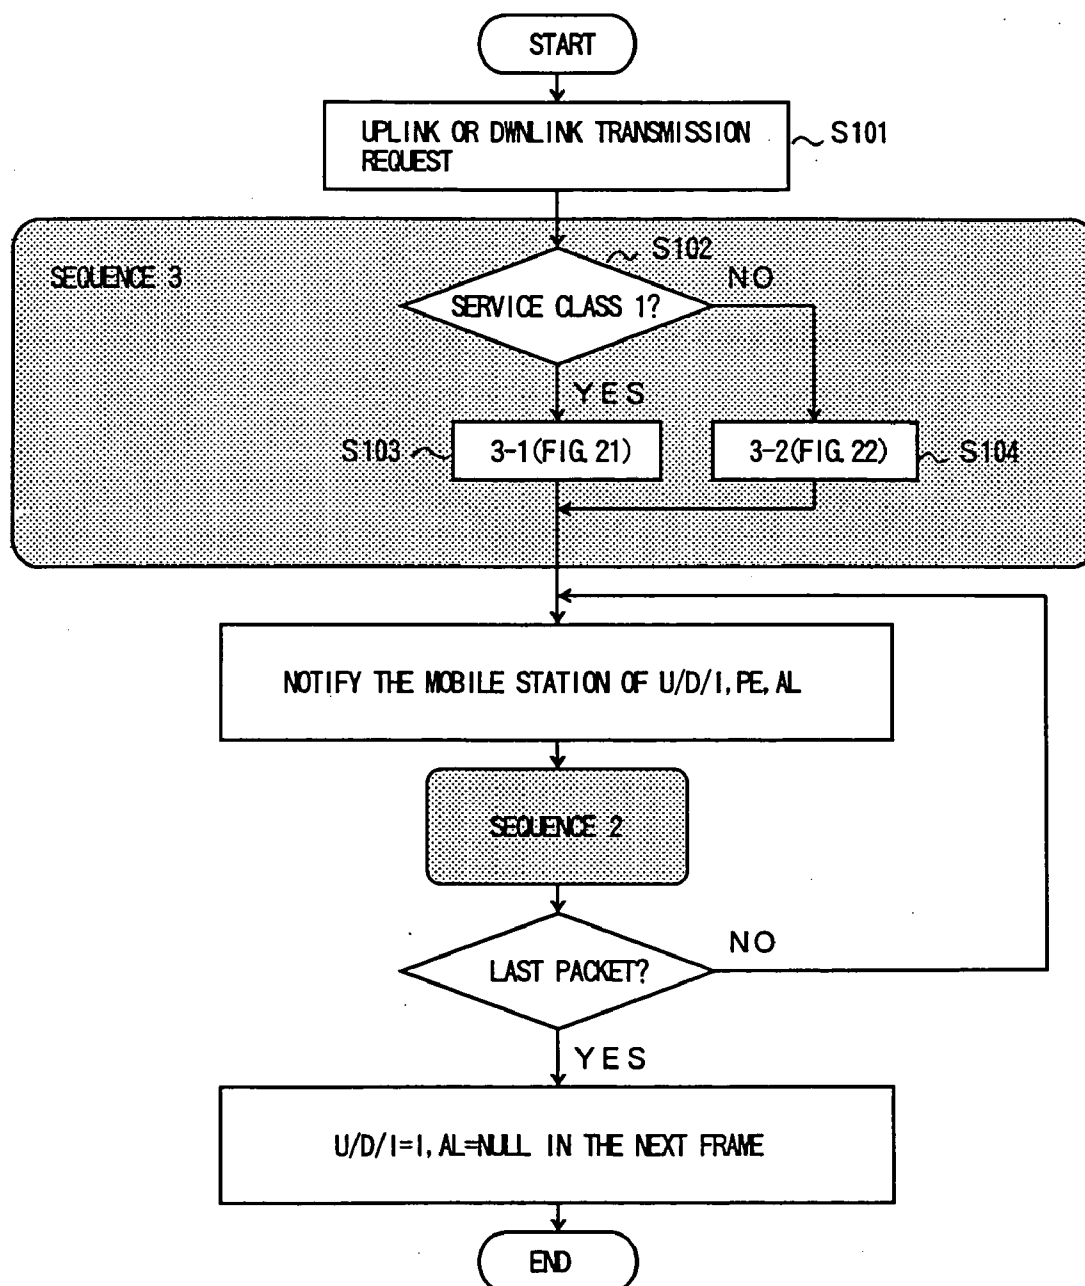 START
UPLINK OR DWNLINK TRANSMISSION
REQUEST
S101
SEQUENCE 3
S102
SERVICE CLASS 1?
NO
YES
S103
3-1(FIG. 21)
3-2(FIG. 22)
S104
NOTIFY THE MOBILE STATION OF U/D/I, PE, AL
SEQUENCE 2
LAST PACKET?
NO
YES
U/D/I=I, AL=NULL IN THE NEXT FRAME
END